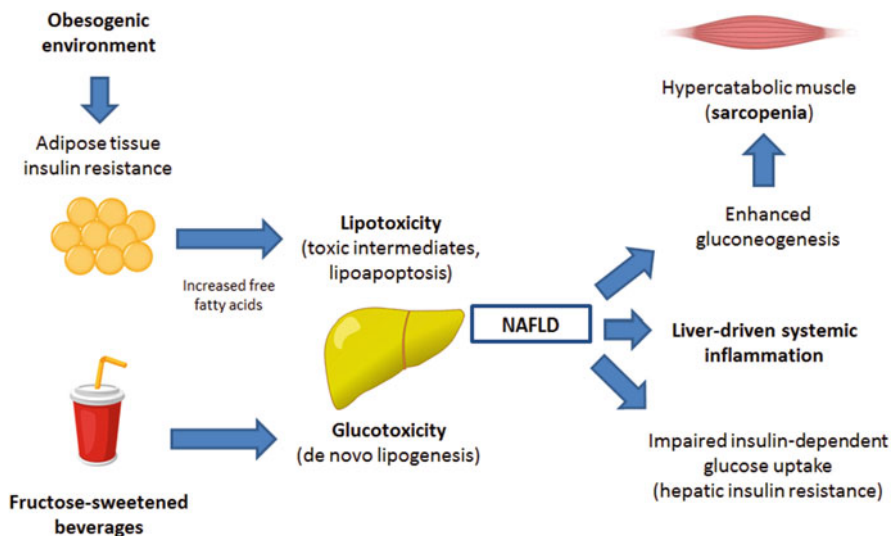 Obesogenic
environment
Adipose tissue
insulin resistance
Increased free
fatty acids
Fructose-sweetened
beverages
Lipotoxicity
(toxic intermediates,
lipoapoptosis)
Glucotoxicity
(de novo lipogenesis)
NAFLD
Hypercatabolic muscle
(sarcopenia)
Enhanced
gluconeogenesis
Liver-driven systemic
inflammation
Impaired insulin-dependent
glucose uptake
(hepatic insulin resistance)